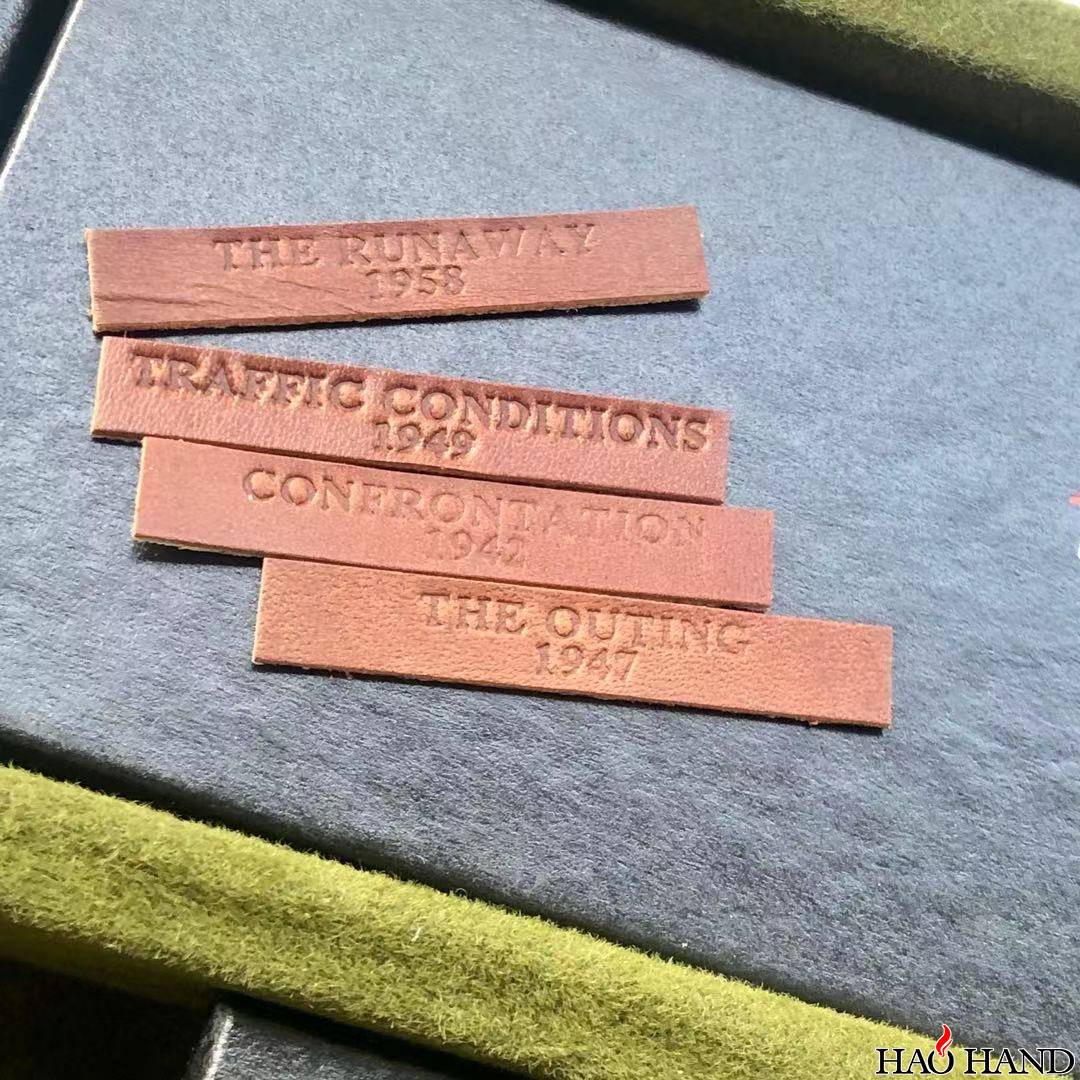 THE RUNAWAY
1958
TRAFFIC CONDITIONS
1949
CONFRONTATION
1942
THE OUTING
1947
HAO HAND